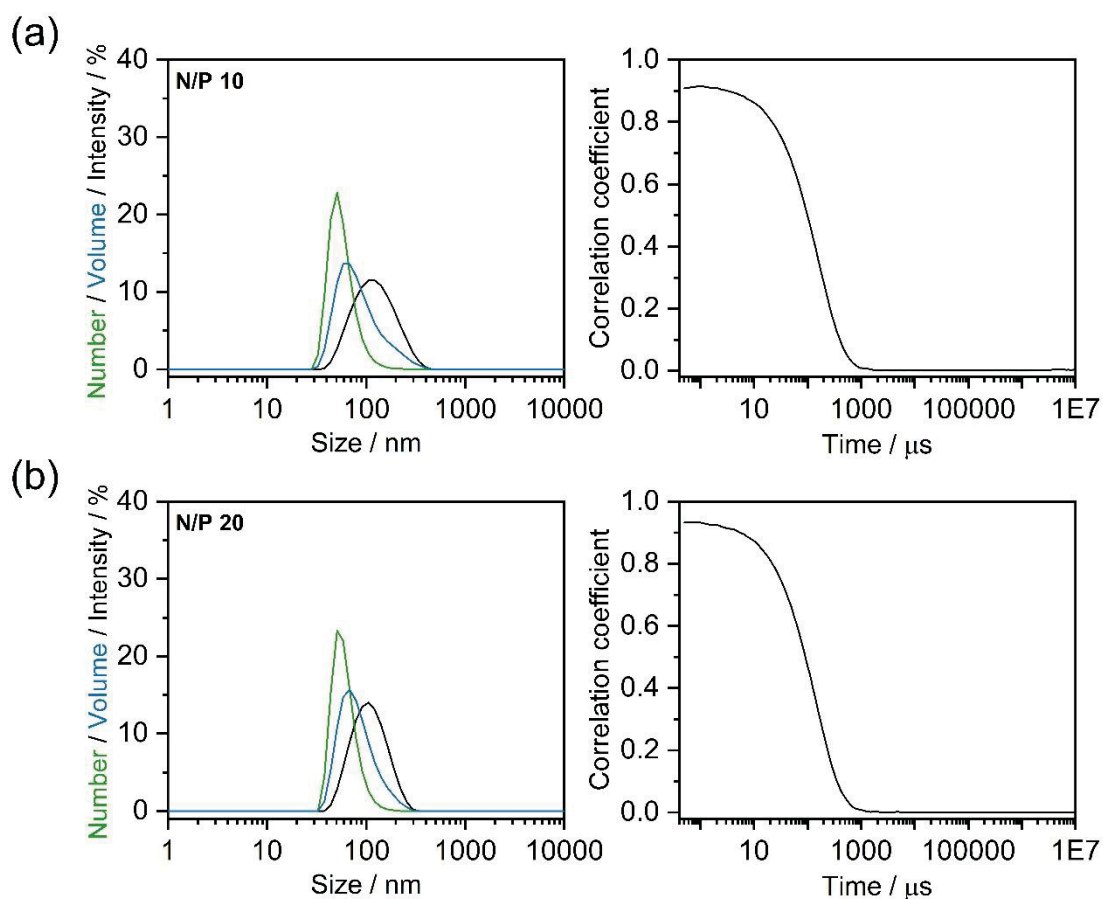 (a)
Number / Volume / Intensity / %
40
30
20
10
0
N/P 10
1 10 100 1000 10000
Size / nm
Correlation coefficient
1.0
0.8
0.6
0.4
0.2
0.0
10 1000 100000 1E7
Time / μs
(b)
Number / Volume / Intensity / %
40
30
20
10
0
N/P 20
1 10 100 1000 10000
Size / nm
Correlation coefficient
1.0
0.8
0.6
0.4
0.2
0.0
10 1000 100000 1E7
Time / μs